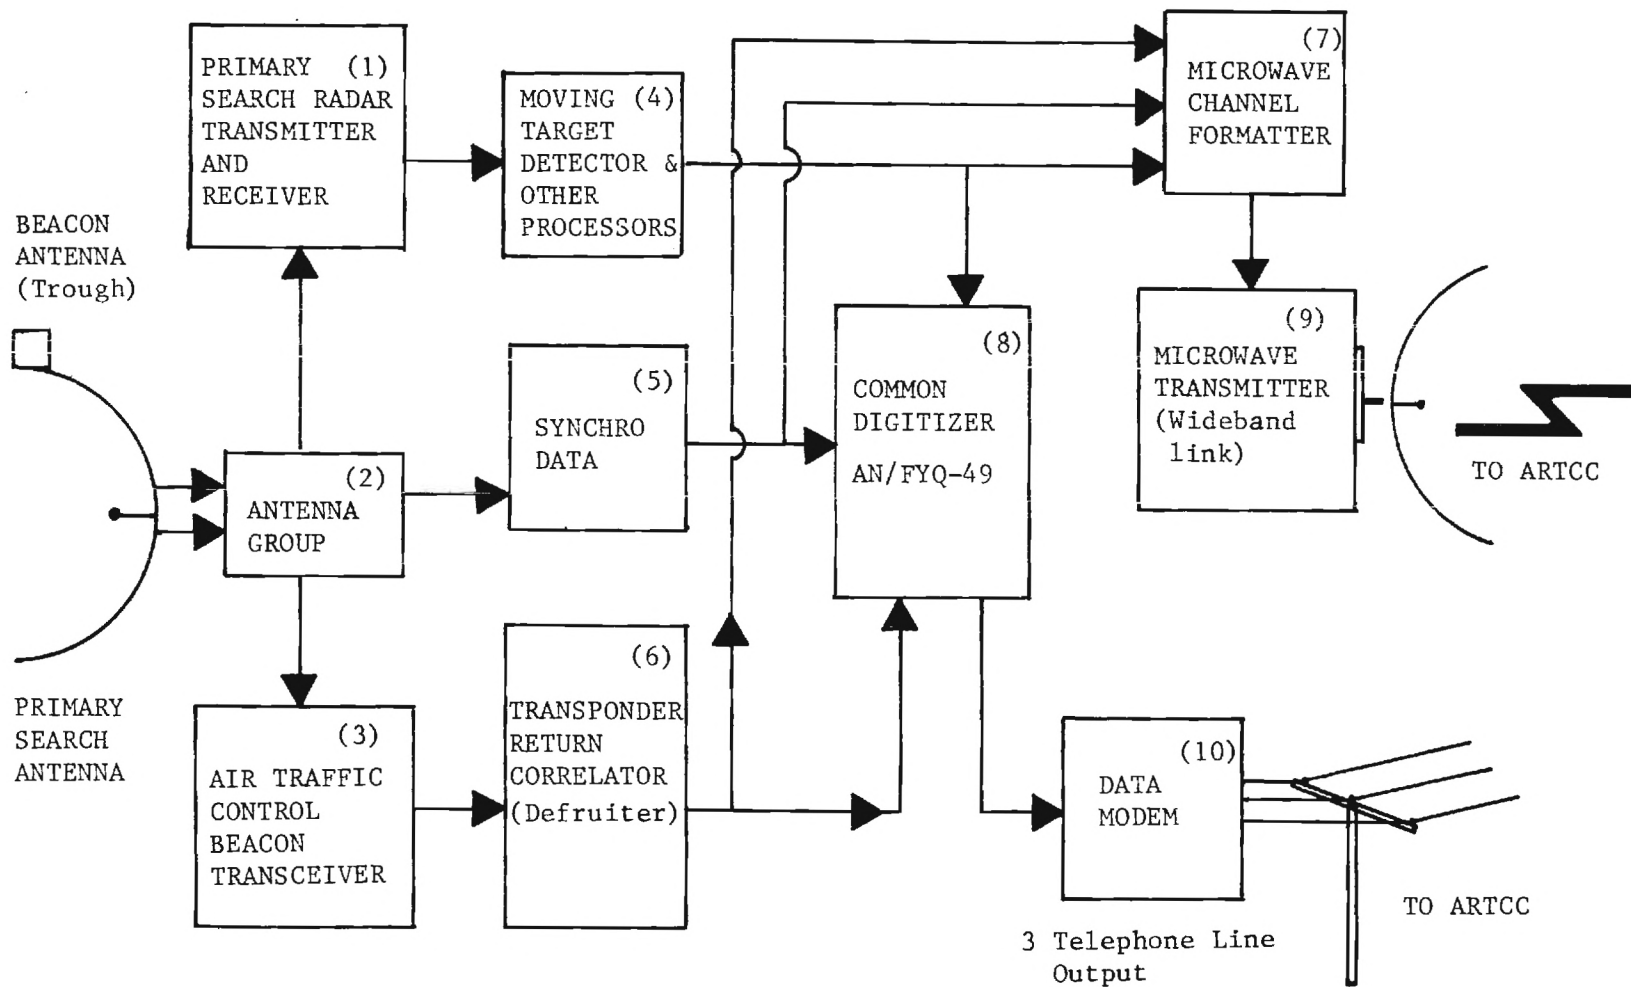 PRIMARY (1)
SEARCH RADAR
TRANSMITTER
AND
RECEIVER
MOVING (4)
TARGET
DETECTOR &
OTHER
PROCESSORS
(7)
MICROWAVE
CHANNEL
FORMATTER
BEACON
ANTENNA
(Trough)
(2)
ANTENNA
GROUP
(5)
SYNCHRO
DATA
(8)
COMMON
DIGITIZER
AN/FYQ-49
(9)
MICROWAVE
TRANSMITTER
(Wideband
link)
TO ARTCC
PRIMARY
SEARCH
ANTENNA
(3)
AIR TRAFFIC
CONTROL
BEACON
TRANSCEIVER
(6)
TRANSPONDER
RETURN
CORRELATOR
(Defruiter)
(10)
DATA
MODEM
TO ARTCC
3 Telephone Line
Output